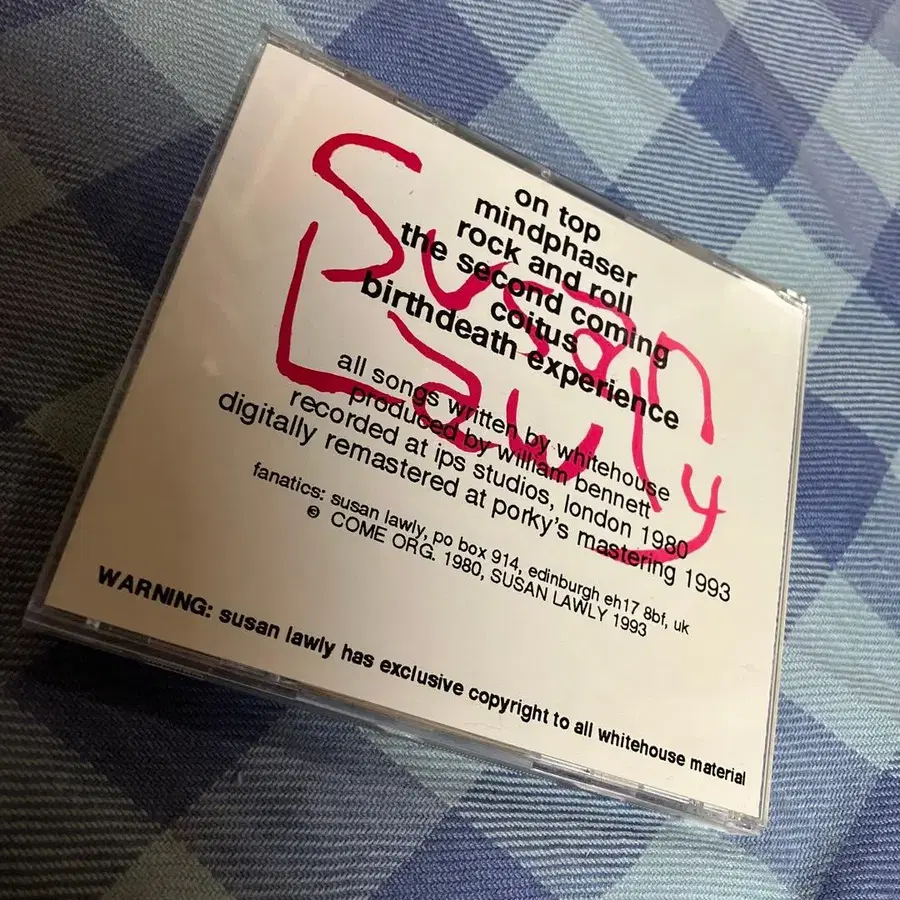 Susan
Lawly
on top
mindphaser
rock and roll
the second coming
coitus
birthdeath experience
all songs written by whitehouse
produced by william bennett
recorded at ips studios, london 1980
digitally remastered at porky's mastering 1993
fanatics: susan lawly, po box 914, edinburgh eh17 8bf, uk
℗ COME ORG. 1980, SUSAN LAWLY 1993
WARNING: susan lawly has exclusive copyright to all whitehouse material